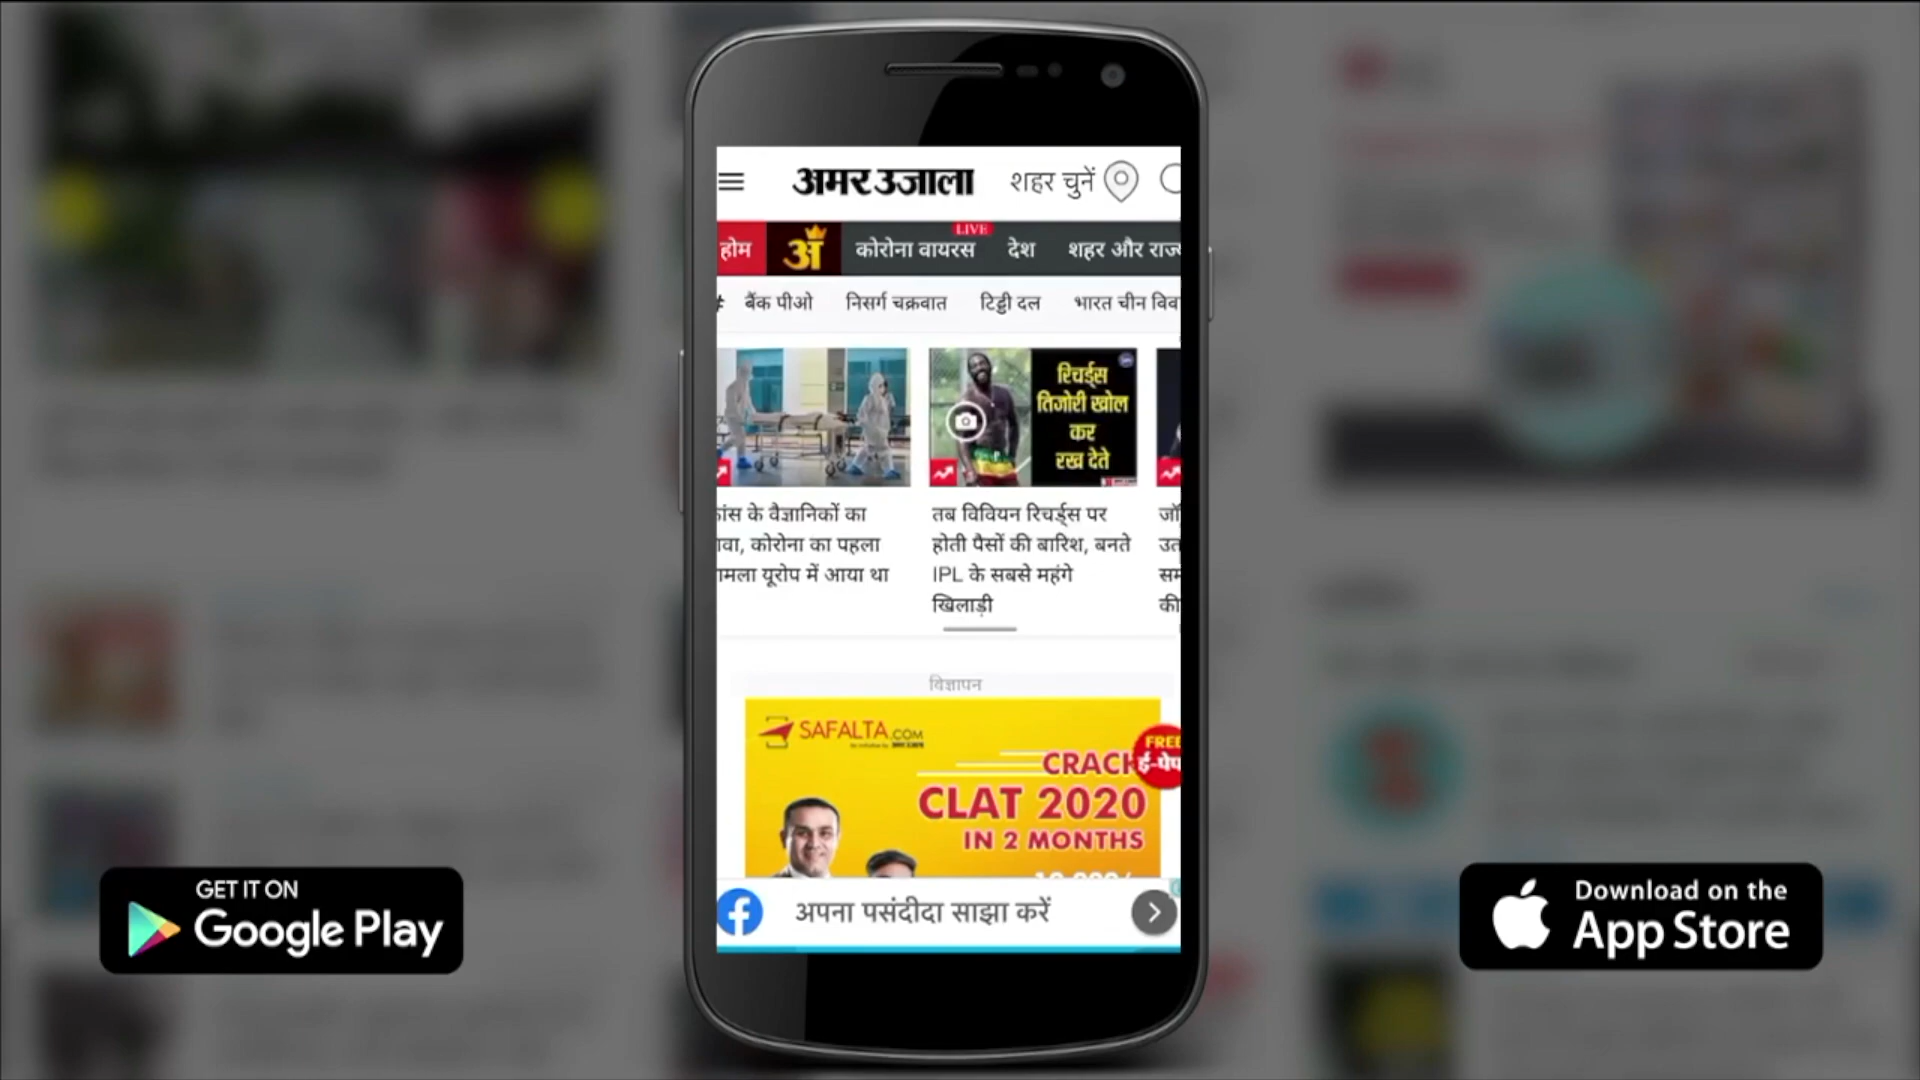 अमर उजाला
शहर चुनें
LIVE
होम
अ
कोरोना वायरस
देश
शहर और राज्
# बैंक पीओ
निसर्ग चक्रवात
टिड्डी दल
भारत चीन विव
रिचर्ड्स
तिजोरी खोल
कर
रख देते
के वैज्ञानिकों का
कोरोना का पहला
यूरोप में आया था
तब विवियन रिचर्ड्स पर
होती पैसों की बारिश, बनते
IPL के सबसे महंगे
खिलाड़ी
विज्ञापन
SAFALTA.COM
FREE
ई-पेप
CRACK
CLAT 2020
IN 2 MONTHS
अपना पसंदीदा साझा करें
GET IT ON
Google Play
Download on the
App Store